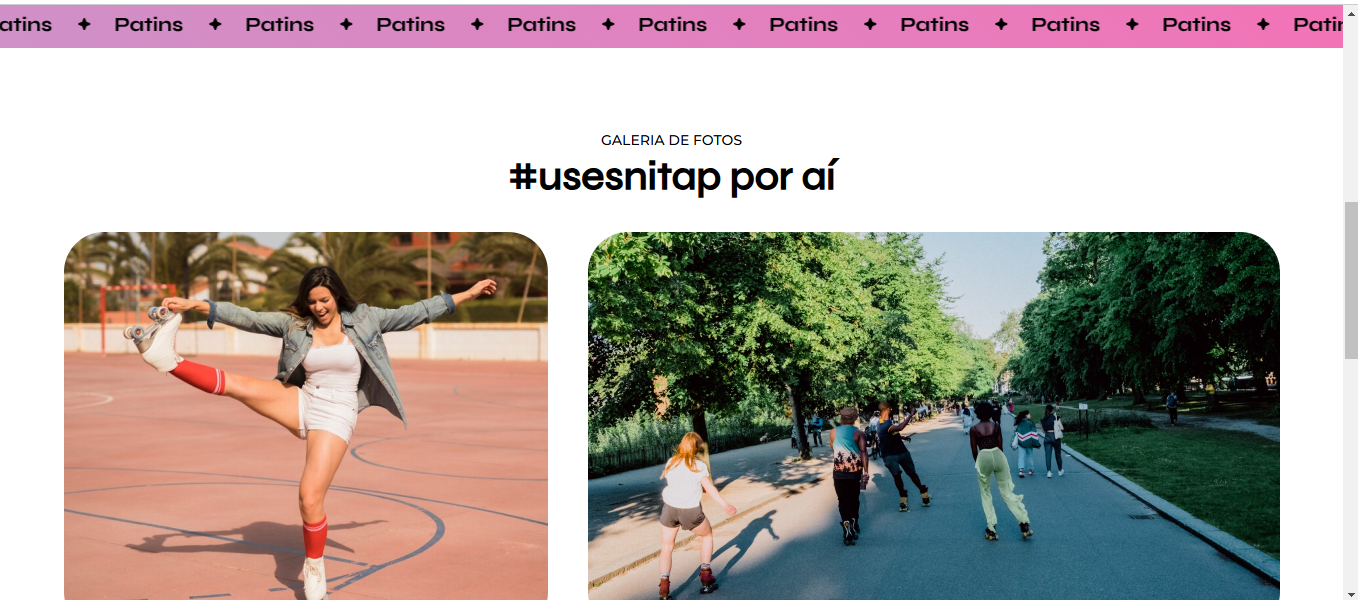 atins ✦ Patins ✦ Patins ✦ Patins ✦ Patins ✦ Patins ✦ Patins ✦ Patins ✦ Patins ✦ Patins ✦ Patin
GALERIA DE FOTOS
#usesnitap por aí